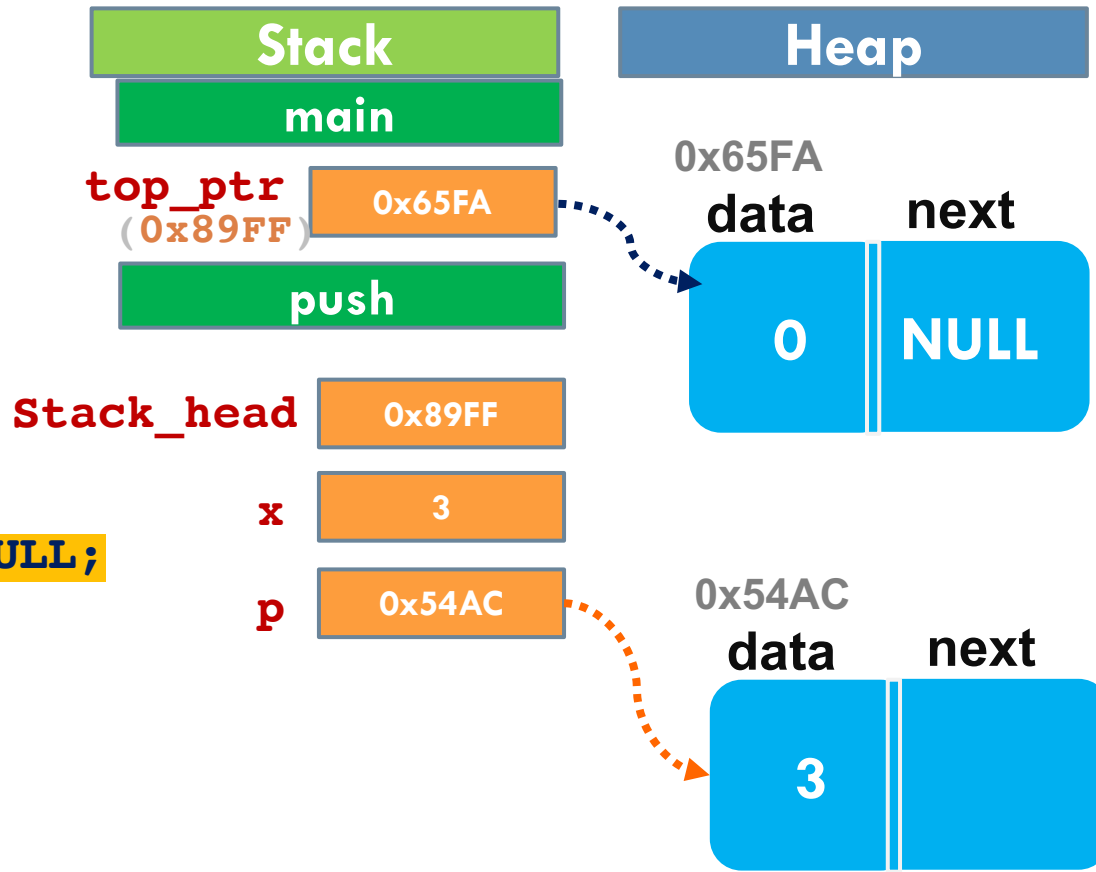 Stack
Heap
main
0x65FA
top_ptr
0x65FA
(0x89FF)
data next
push
0 NULL
Stack_head
0x89FF
x
3
ULL;
p
0x54AC
0x54AC
data next
3